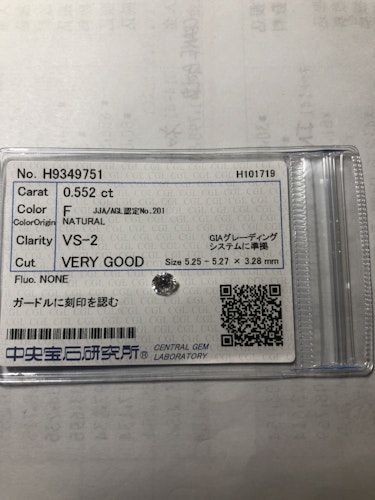 No. H9349751 H101719
Carat 0.552 ct
Color F JJA/AGL認定No.201
ColorOrigin NATURAL
Clarity VS-2 GIAグレーディング
システムに準拠
Cut VERY GOOD Size 5.25 - 5.27 × 3.28 mm
Fluo. NONE
ガードルに刻印を認む
中央宝石研究所® CENTRAL GEM
LABORATORY